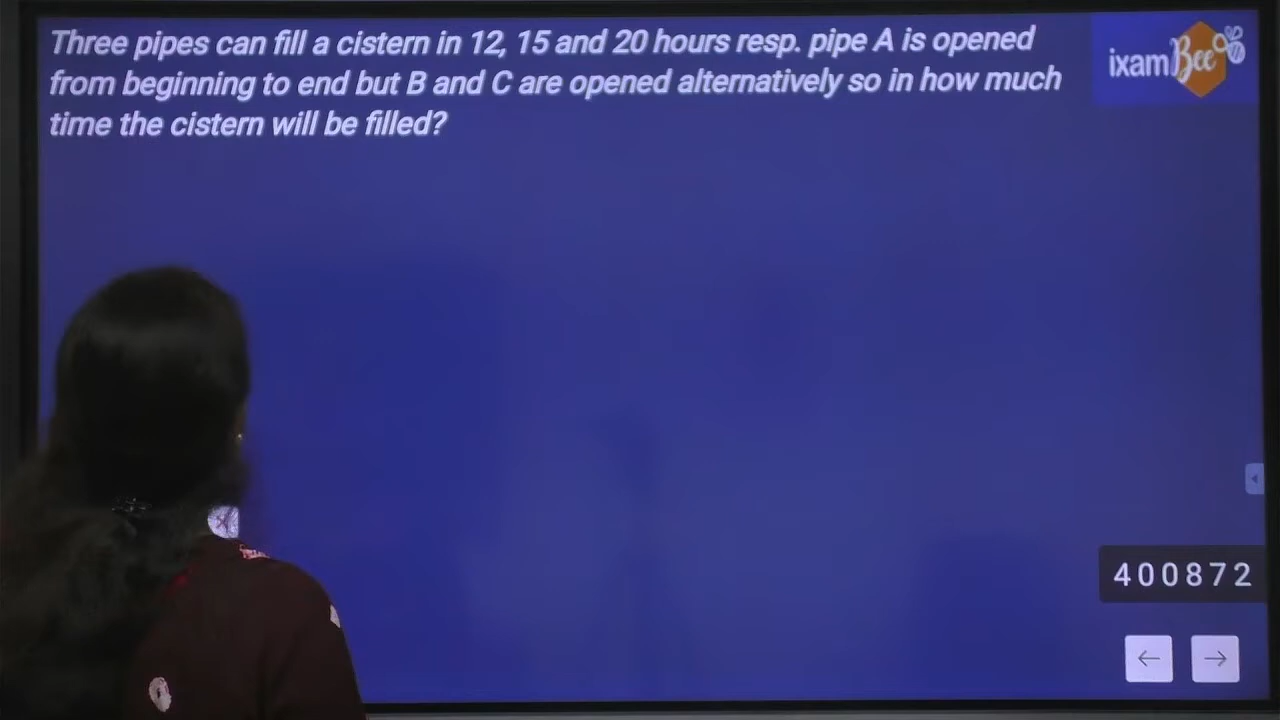 Three pipes can fill a cistern in 12, 15 and 20 hours resp. pipe A is opened
from beginning to end but B and C are opened alternatively so in how much
time the cistern will be filled?
ixamBee
400872
← →